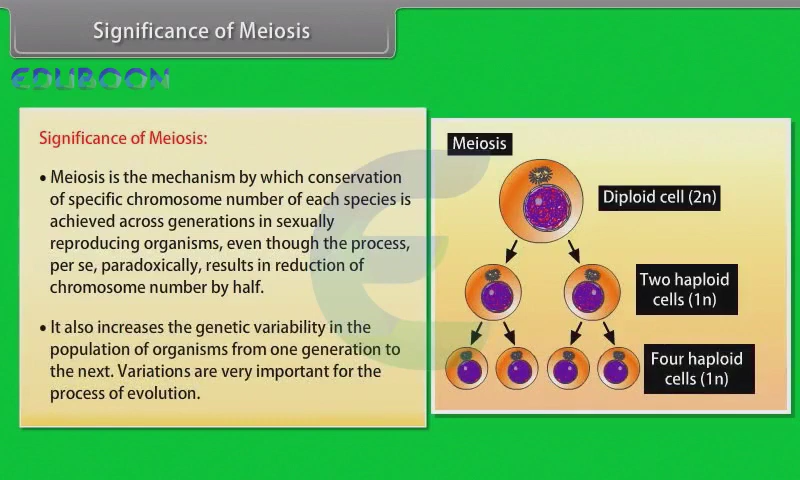 Significance of Meiosis
EDUBOON
Significance of Meiosis:
• Meiosis is the mechanism by which conservation
of specific chromosome number of each species is
achieved across generations in sexually
reproducing organisms, even though the process,
per se, paradoxically, results in reduction of
chromosome number by half.
• It also increases the genetic variability in the
population of organisms from one generation to
the next. Variations are very important for the
process of evolution.
Meiosis
Diploid cell (2n)
Two haploid
cells (1n)
Four haploid
cells (1n)